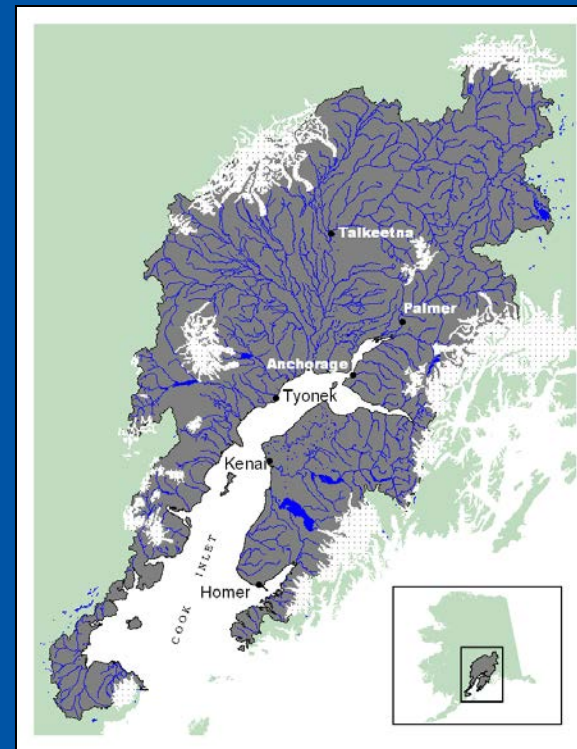 Talkeetna
Palmer
Anchorage
Tyonek
Kenai
COOK INLET
Homer